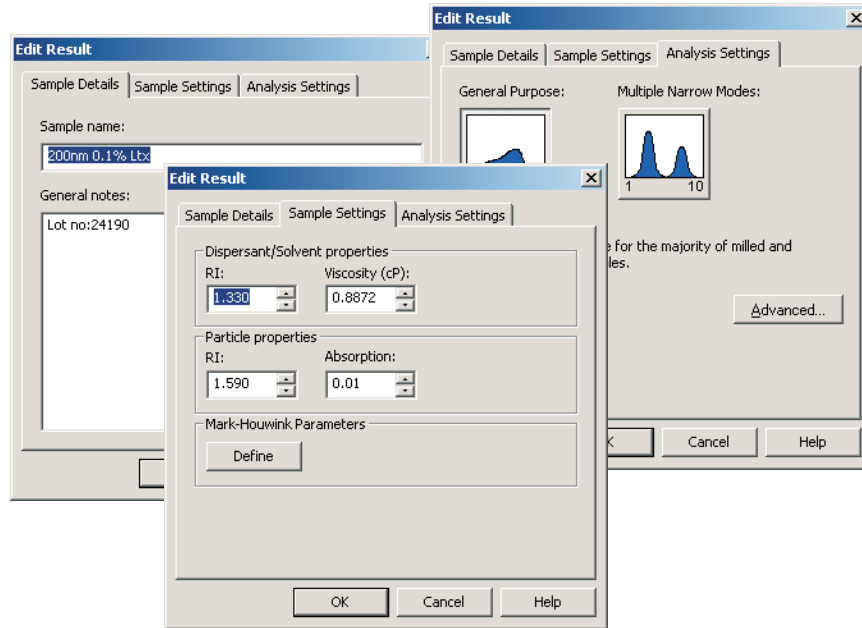 Edit Result
Sample Details Sample Settings Analysis Settings
Sample name:
200nm 0.1% Ltx
General notes:
Lot no:24190
Edit Result
Sample Details Sample Settings Analysis Settings
General Purpose: Multiple Narrow Modes:
1 10
for the majority of milled and
Advanced...
Cancel Help
Edit Result
Sample Details Sample Settings Analysis Settings
Dispersant/Solvent properties
RI: Viscosity (cP):
1.330 0.8872
Particle properties
RI: Absorption:
1.590 0.01
Mark-Houwink Parameters
Define
OK Cancel Help